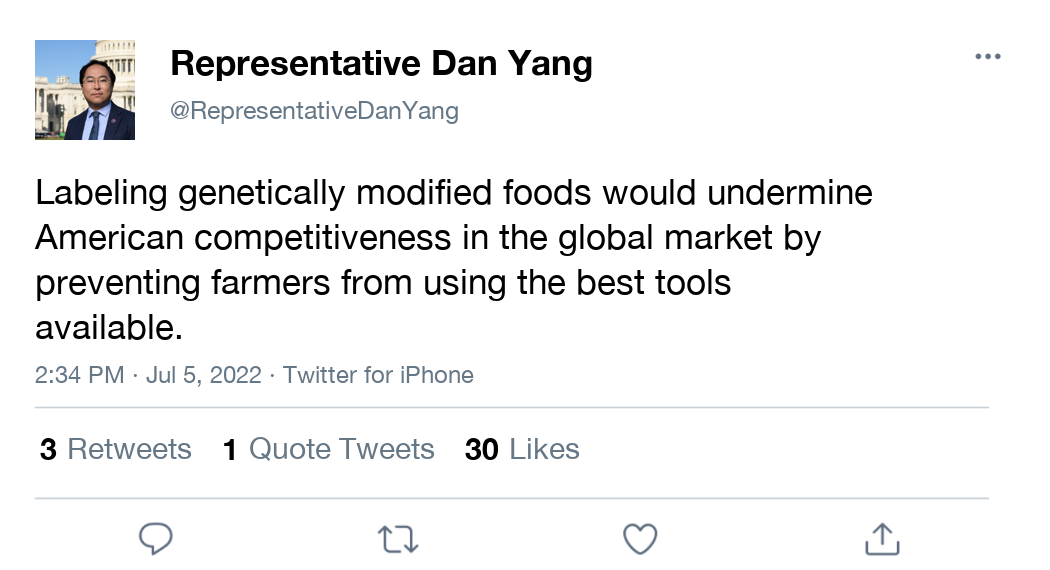 Representative Dan Yang
@RepresentativeDanYang
Labeling genetically modified foods would undermine
American competitiveness in the global market by
preventing farmers from using the best tools
available.
2:34 PM · Jul 5, 2022 · Twitter for iPhone
3 Retweets 1 Quote Tweets 30 Likes